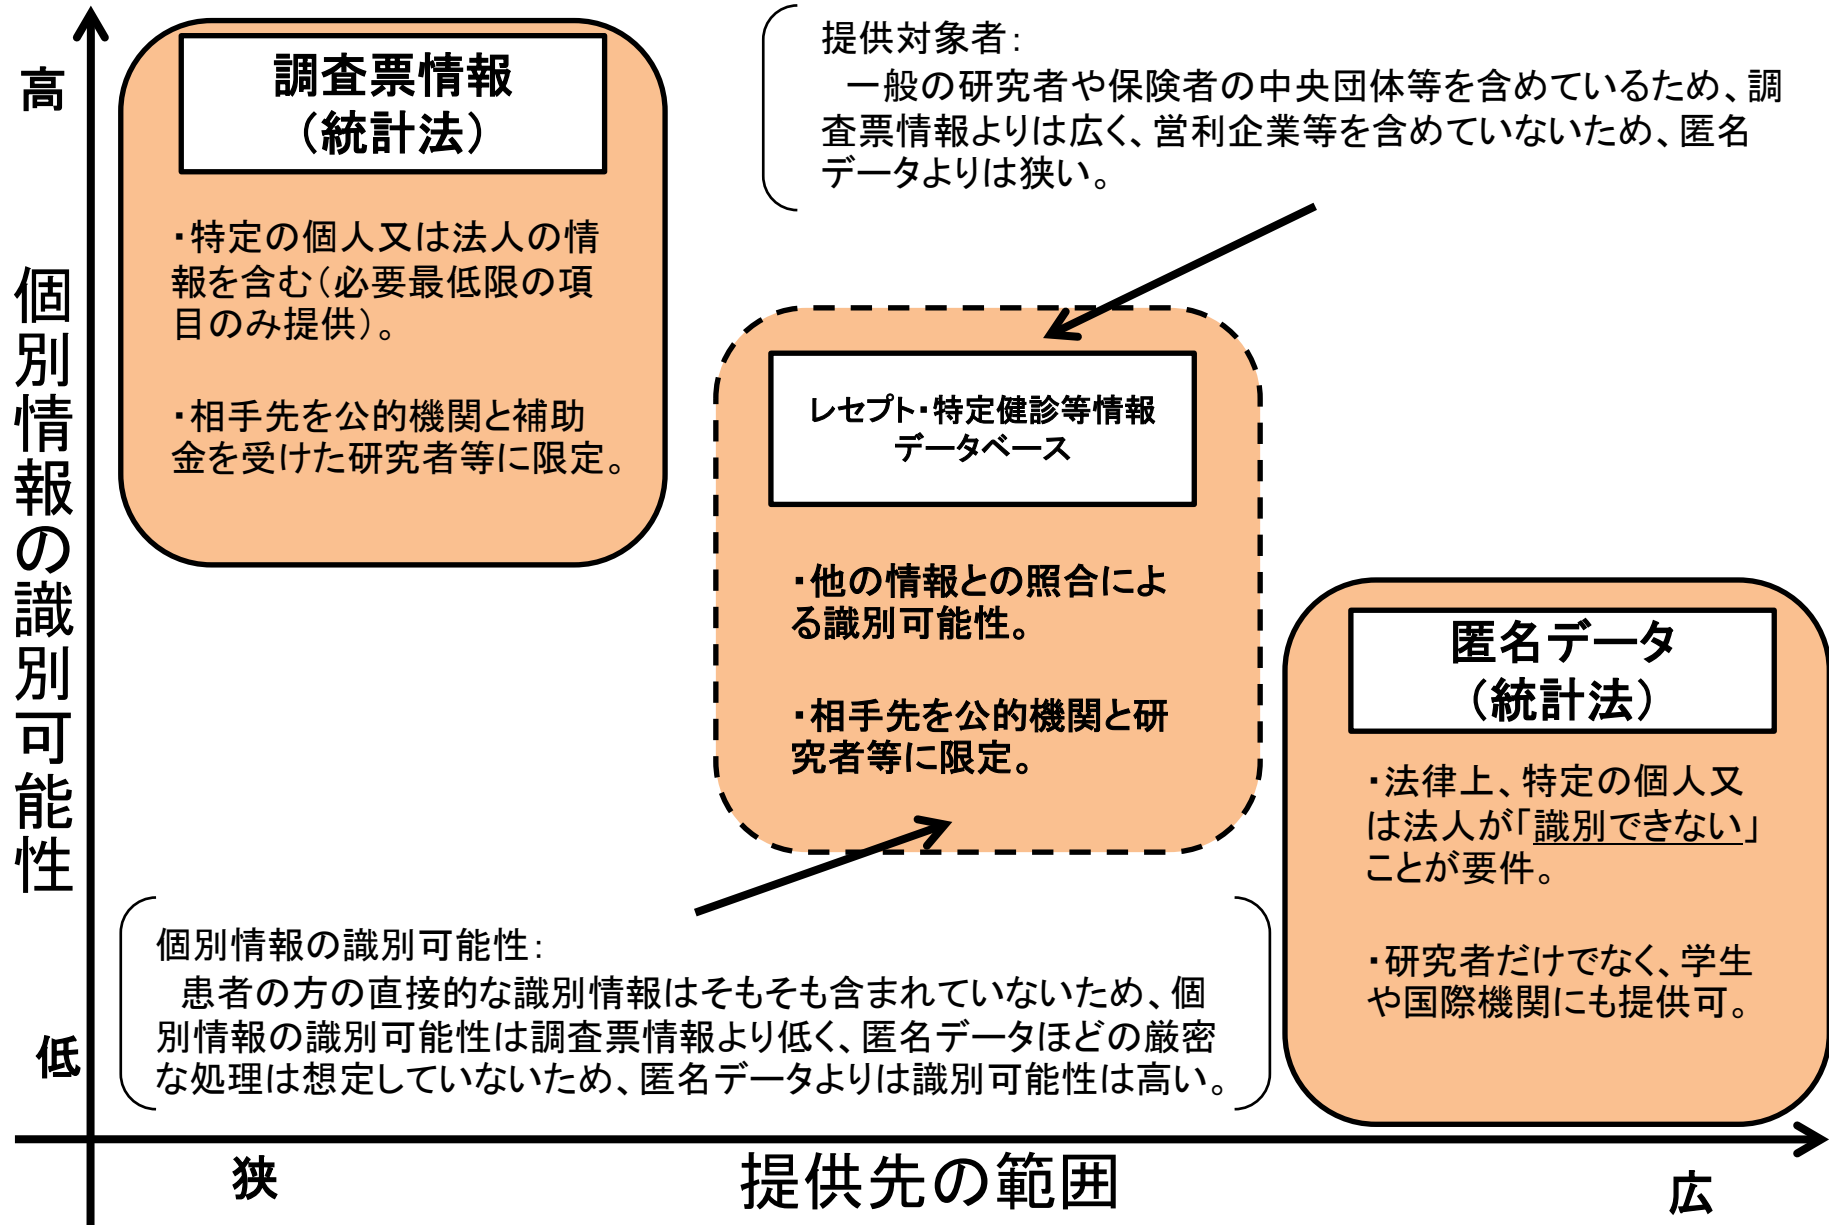 高
個別情報の識別可能性
低
調査票情報
(統計法)
・特定の個人又は法人の情
報を含む(必要最低限の項
目のみ提供)。
・相手先を公的機関と補助
金を受けた研究者等に限定。
提供対象者:
一般の研究者や保険者の中央団体等を含めているため、調
査票情報よりは広く、営利企業等を含めていないため、匿名
データよりは狭い。
レセプト・特定健診等情報
データベース
・他の情報との照合によ
る識別可能性。
・相手先を公的機関と研
究者等に限定。
匿名データ
(統計法)
・法律上、特定の個人又
は法人が「識別できない」
ことが要件。
・研究者だけでなく、学生
や国際機関にも提供可。
個別情報の識別可能性:
患者の方の直接的な識別情報はそもそも含まれていないため、個
別情報の識別可能性は調査票情報より低く、匿名データほどの厳密
な処理は想定していないため、匿名データよりは識別可能性は高い。
狭
提供先の範囲
広